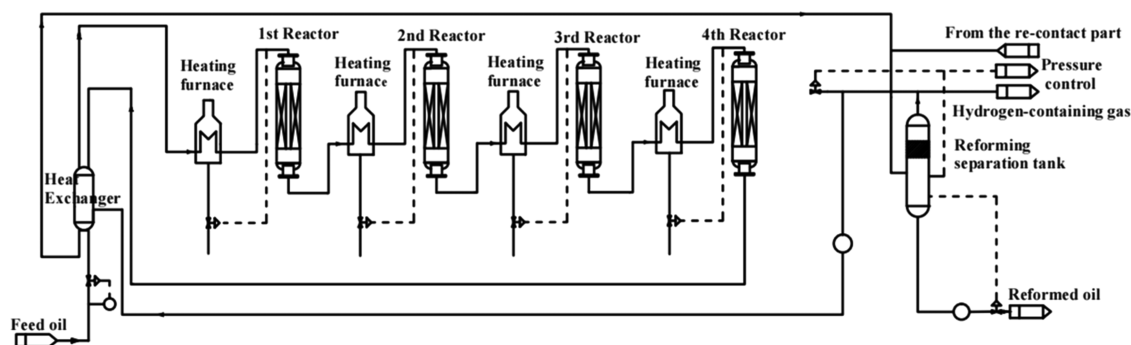 1st Reactor
2nd Reactor
3rd Reactor
4th Reactor
Heating
furnace
Heating
furnace
Heating
furnace
Heating
furnace
From the re-contact part
Pressure
control
Hydrogen-containing gas
Reforming
separation tank
Heat
Exchanger
Reformed oil
Feed oil